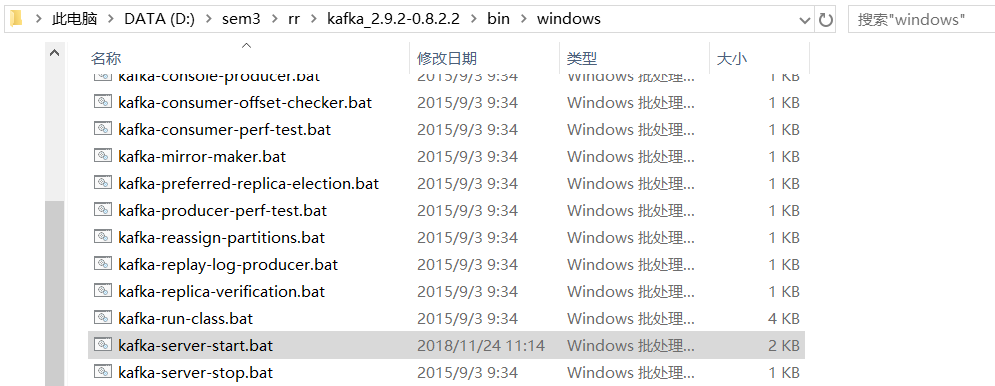 此电脑 > DATA (D:) > sem3 > rr > kafka_2.9.2-0.8.2.2 > bin > windows 搜索"windows"
名称 修改日期 类型 大小
kafka-console-producer.bat 2015/9/3 9:34 Windows 批处理... 1 KB
kafka-consumer-offset-checker.bat 2015/9/3 9:34 Windows 批处理... 1 KB
kafka-consumer-perf-test.bat 2015/9/3 9:34 Windows 批处理... 1 KB
kafka-mirror-maker.bat 2015/9/3 9:34 Windows 批处理... 1 KB
kafka-preferred-replica-election.bat 2015/9/3 9:34 Windows 批处理... 1 KB
kafka-producer-perf-test.bat 2015/9/3 9:34 Windows 批处理... 1 KB
kafka-reassign-partitions.bat 2015/9/3 9:34 Windows 批处理... 1 KB
kafka-replay-log-producer.bat 2015/9/3 9:34 Windows 批处理... 1 KB
kafka-replica-verification.bat 2015/9/3 9:34 Windows 批处理... 1 KB
kafka-run-class.bat 2015/9/3 9:34 Windows 批处理... 4 KB
kafka-server-start.bat 2018/11/24 11:14 Windows 批处理... 2 KB
kafka-server-stop.bat 2015/9/3 9:34 Windows 批处理... 1 KB